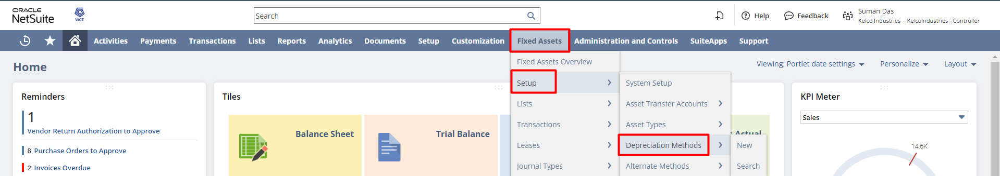 ORACLE
NetSuite
WCT
Search
Help
Feedback
Suman Das
Kelco Industries - KelcoIndustries - Controller
Activities Payments Transactions Lists Reports Analytics Documents Setup Customization Fixed Assets Administration and Controls SuiteApps Support
Home
Viewing: Portlet date settings Personalize Layout
Reminders
1
Vendor Return Authorization to Approve
8 Purchase Orders to Approve
2 Invoices Overdue
Tiles
Balance Sheet
Trial Balance
Actual
Fixed Assets Overview
Setup
Lists
Transactions
Leases
Journal Types
System Setup
Asset Transfer Accounts
Asset Types
Depreciation Methods
Alternate Methods
New
Search
KPI Meter
Sales
14.6K